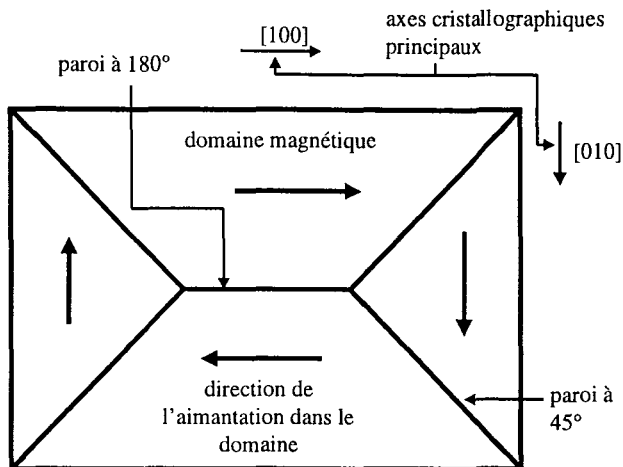 [100]
axes cristallographiques
principaux
paroi à 180°
domaine magnétique
[010]
direction de
l'aimantation dans le
domaine
paroi à
45°